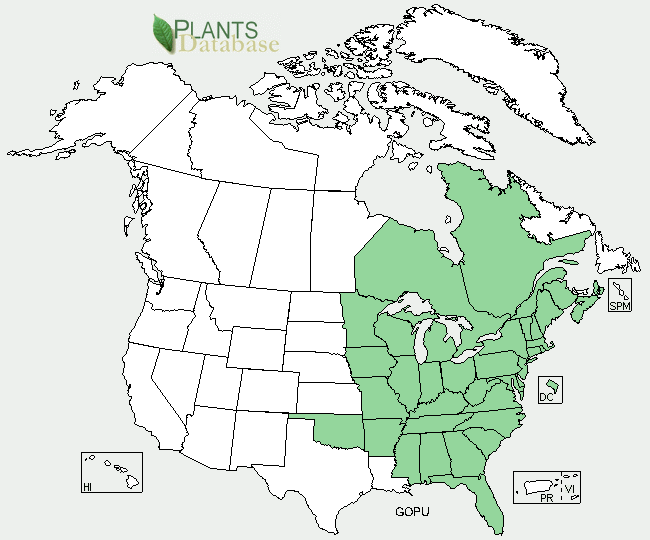 PLANTS
Database
SPM
DC
HI
PR
VI
GOPU